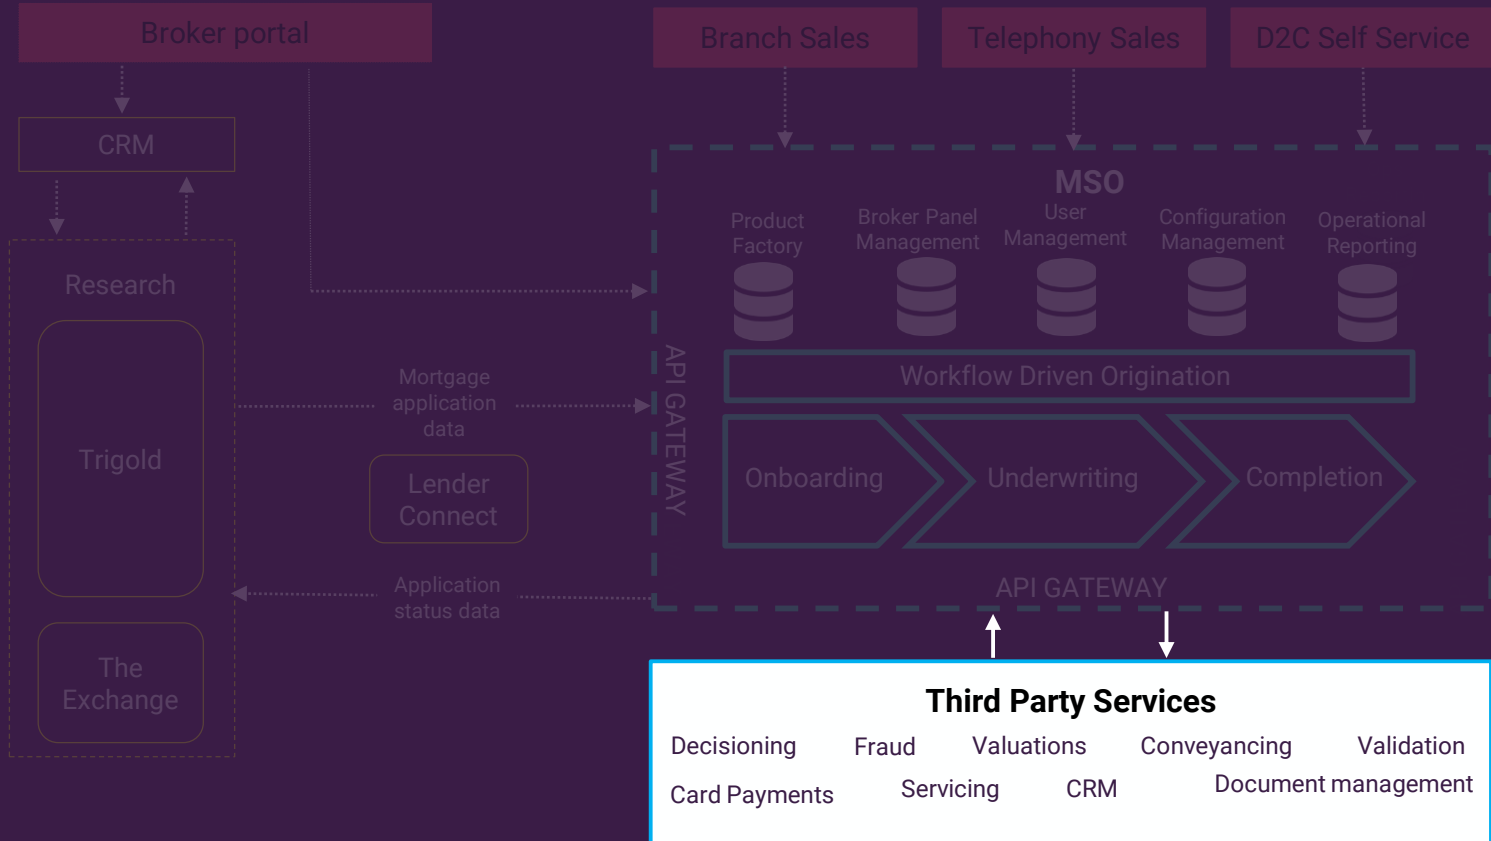 Broker portal
Branch Sales
Telephony Sales
D2C Self Service
CRM
MSO
Product
Factory
Broker Panel
Management
User
Management
Configuration
Management
Operational
Reporting
Research
Trigold
The
Exchange
Mortgage
application
data
Lender
Connect
Application
status data
API GATEWAY
Workflow Driven Origination
Onboarding
Underwriting
Completion
API GATEWAY
Third Party Services
Decisioning
Fraud
Valuations
Conveyancing
Validation
Card Payments
Servicing
CRM
Document management